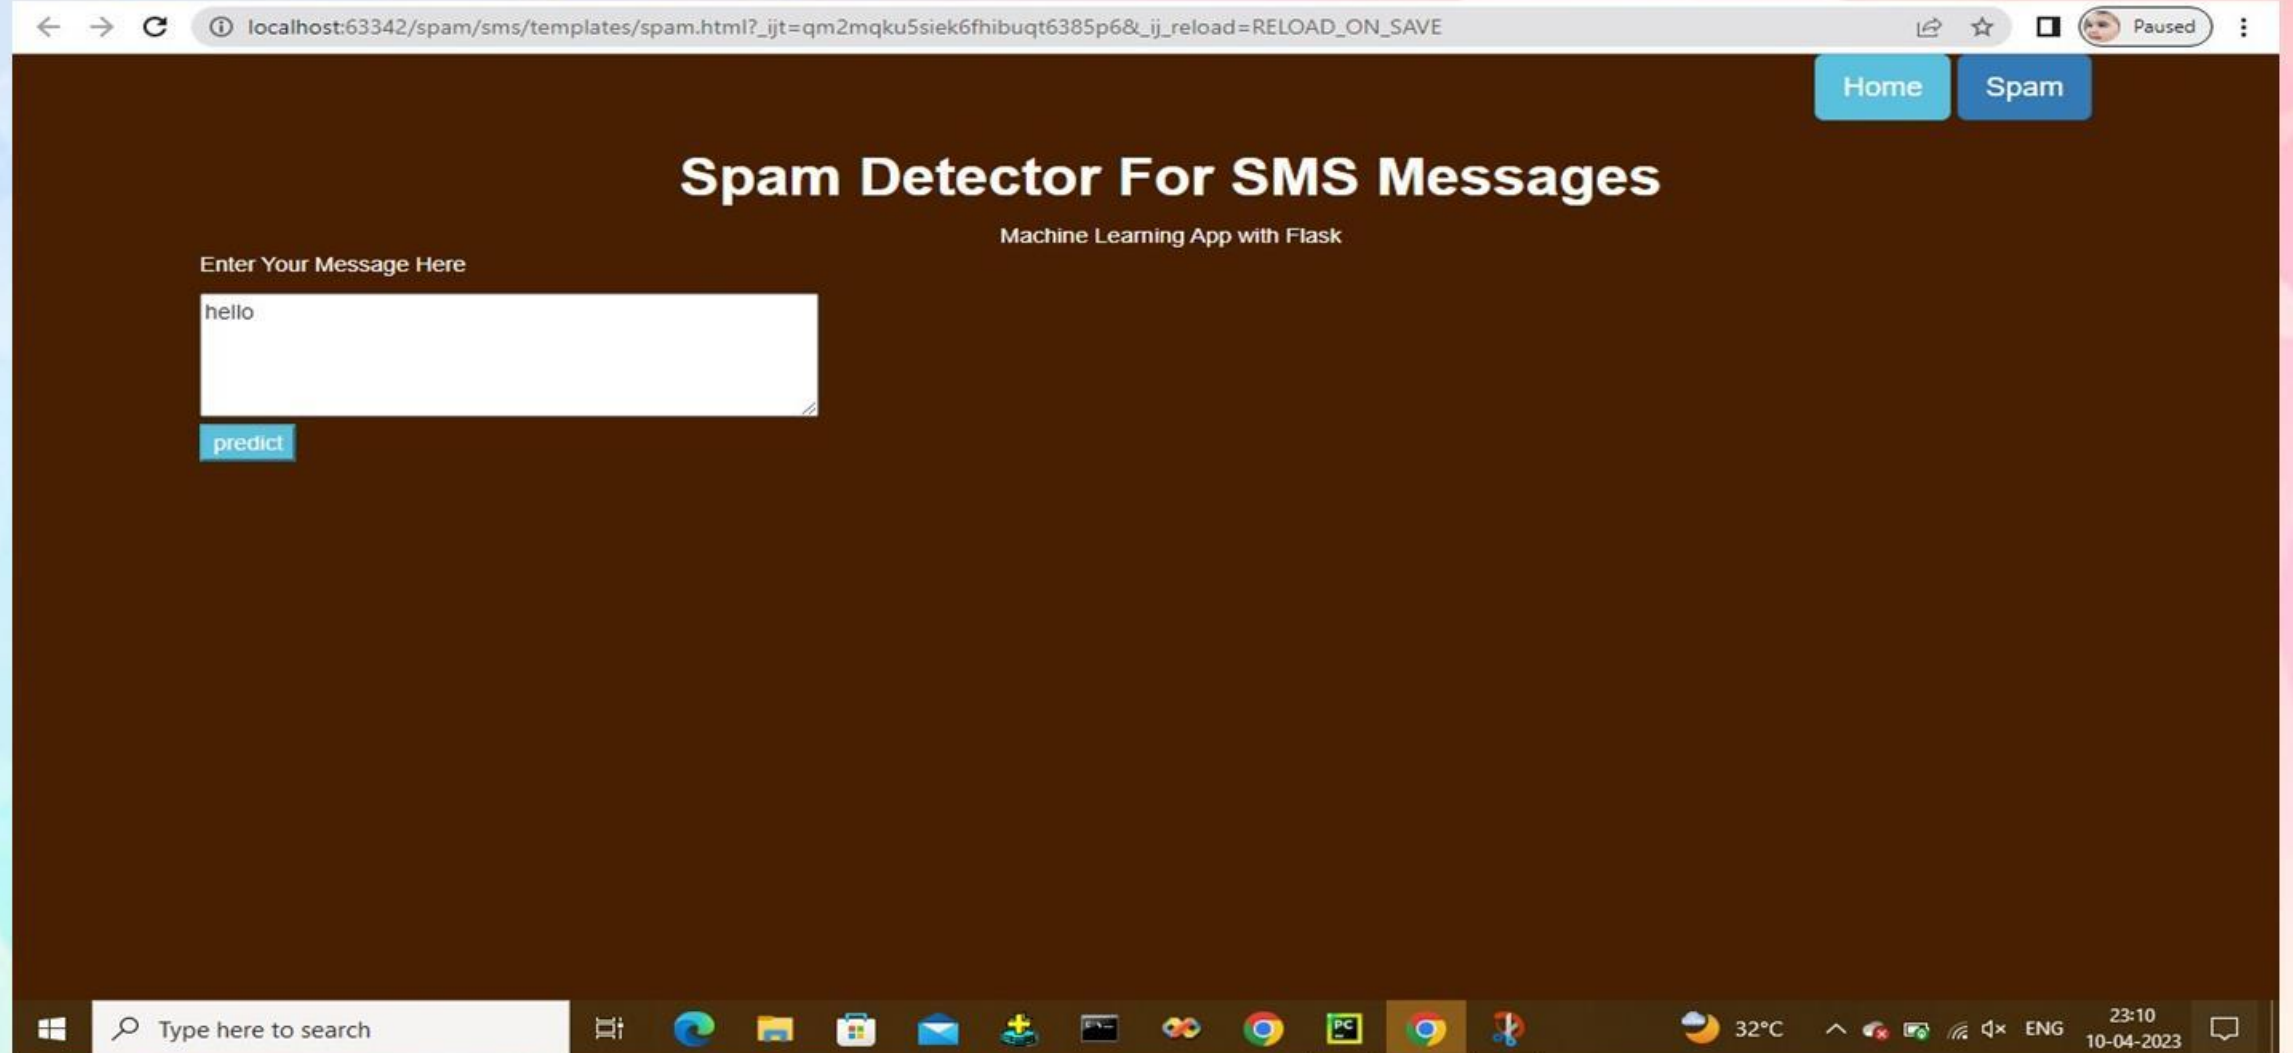 localhost:63342/spam/sms/templates/spam.html?_ijt=qm2mqku5siek6fhibuqt6385p6&_ij_reload=RELOAD_ON_SAVE
Paused
Home
Spam
Spam Detector For SMS Messages
Machine Learning App with Flask
Enter Your Message Here
hello
predict
Type here to search
PC
32°C
ENG
23:10
10-04-2023